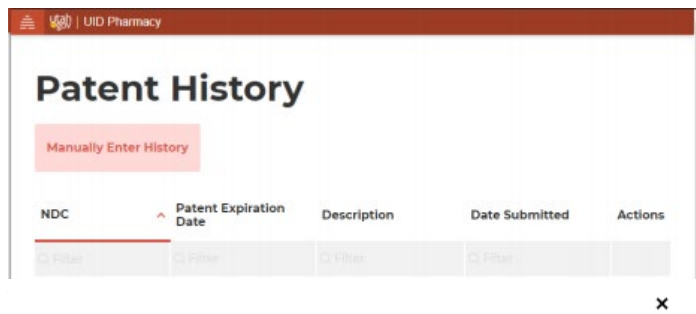 | UID Pharmacy
Patent History
Manually Enter History
NDC Patent Expiration Date Description Date Submitted Actions
Filter Filter Filter Filter
×